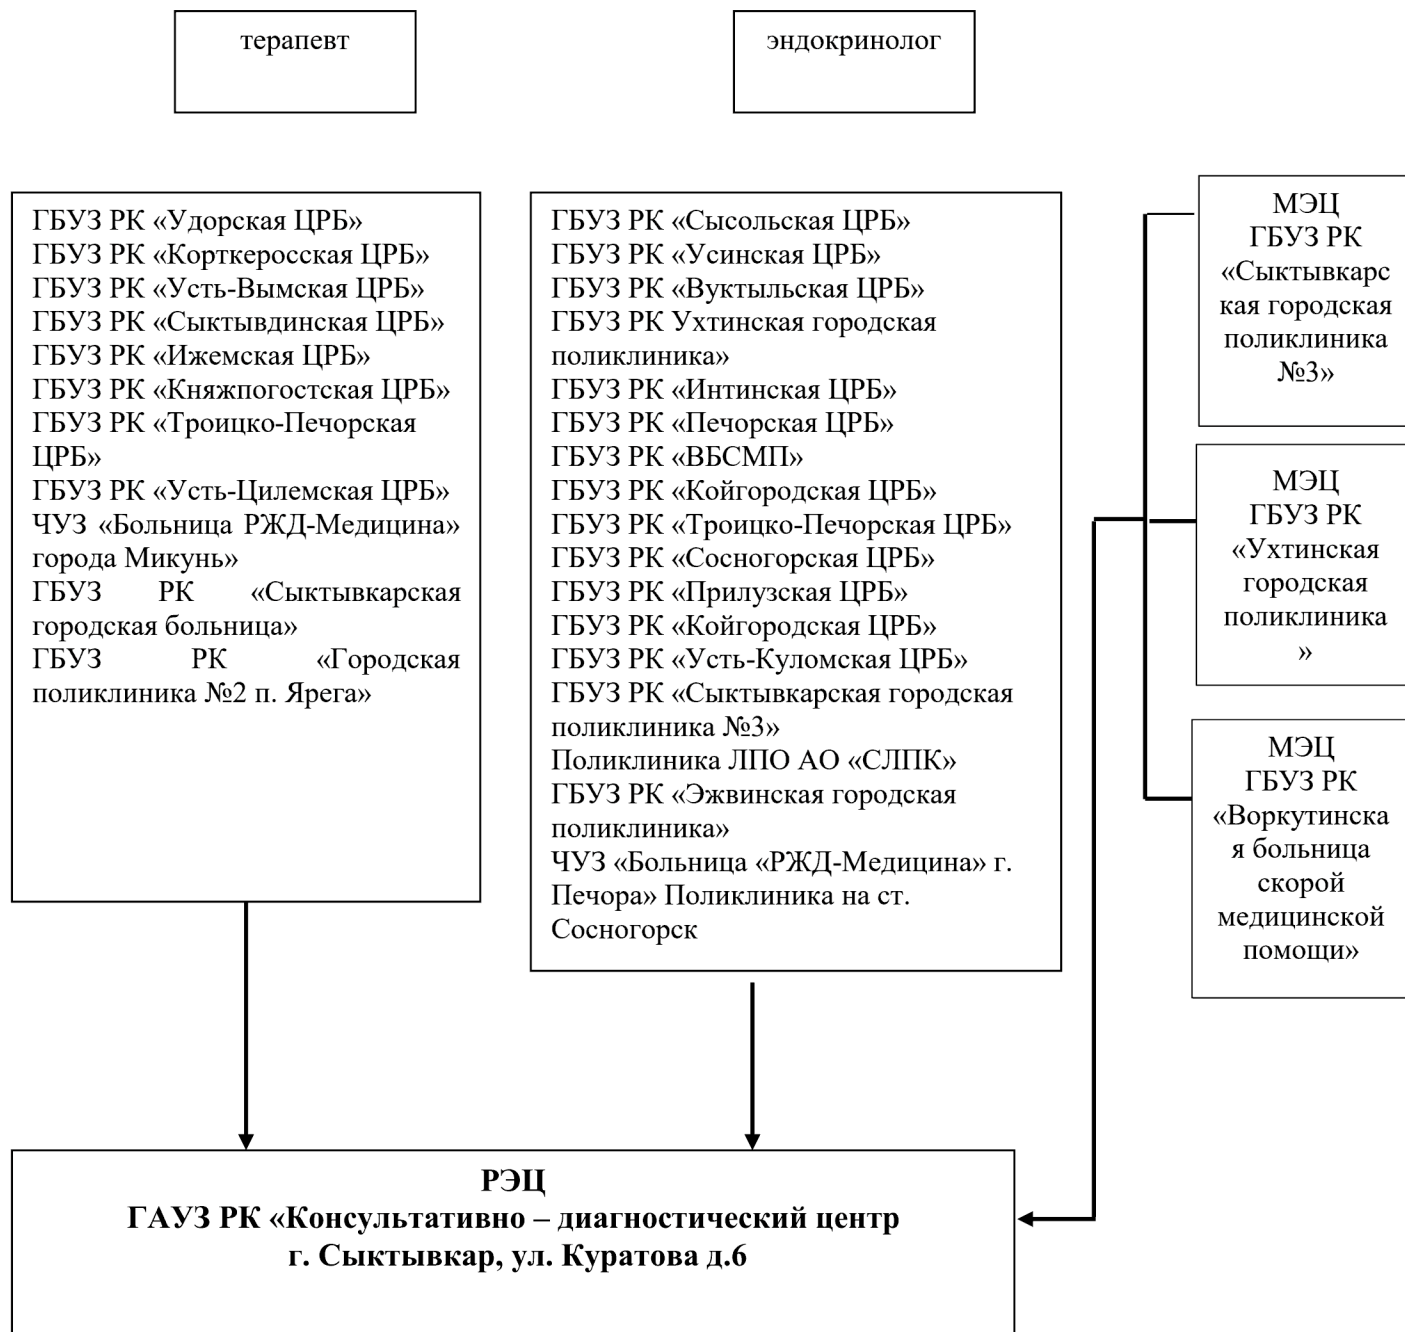 терапевт
эндокринолог
ГБУЗ РК «Удорская ЦРБ»
ГБУЗ РК «Корткеросская ЦРБ»
ГБУЗ РК «Усть-Вымская ЦРБ»
ГБУЗ РК «Сыктывдинская ЦРБ»
ГБУЗ РК «Ижемская ЦРБ»
ГБУЗ РК «Княжпогостская ЦРБ»
ГБУЗ РК «Троицко-Печорская
ЦРБ»
ГБУЗ РК «Усть-Цилемская ЦРБ»
ЧУЗ «Больница РЖД-Медицина»
города Микунь»
ГБУЗ РК «Сыктывкарская
городская больница»
ГБУЗ РК «Городская
поликлиника №2 п. Ярега»
ГБУЗ РК «Сысольская ЦРБ»
ГБУЗ РК «Усинская ЦРБ»
ГБУЗ РК «Вуктыльская ЦРБ»
ГБУЗ РК Ухтинская городская
поликлиника»
ГБУЗ РК «Интинская ЦРБ»
ГБУЗ РК «Печорская ЦРБ»
ГБУЗ РК «ВБСМП»
ГБУЗ РК «Койгородская ЦРБ»
ГБУЗ РК «Троицко-Печорская ЦРБ»
ГБУЗ РК «Сосногорская ЦРБ»
ГБУЗ РК «Прилузская ЦРБ»
ГБУЗ РК «Койгородская ЦРБ»
ГБУЗ РК «Усть-Куломская ЦРБ»
ГБУЗ РК «Сыктывкарская городская
поликлиника №3»
Поликлиника ЛПО АО «СЛПК»
ГБУЗ РК «Эжвинская городская
поликлиника»
ЧУЗ «Больница «РЖД-Медицина» г.
Печора» Поликлиника на ст.
Сосногорск
МЭЦ
ГБУЗ РК
«Сыктывкарс
кая городская
поликлиника
№3»
МЭЦ
ГБУЗ РК
«Ухтинская
городская
поликлиника
»
МЭЦ
ГБУЗ РК
«Воркутинска
я больница
скорой
медицинской
помощи»
РЭЦ
ГАУЗ РК «Консультативно – диагностический центр
г. Сыктывкар, ул. Куратова д.6